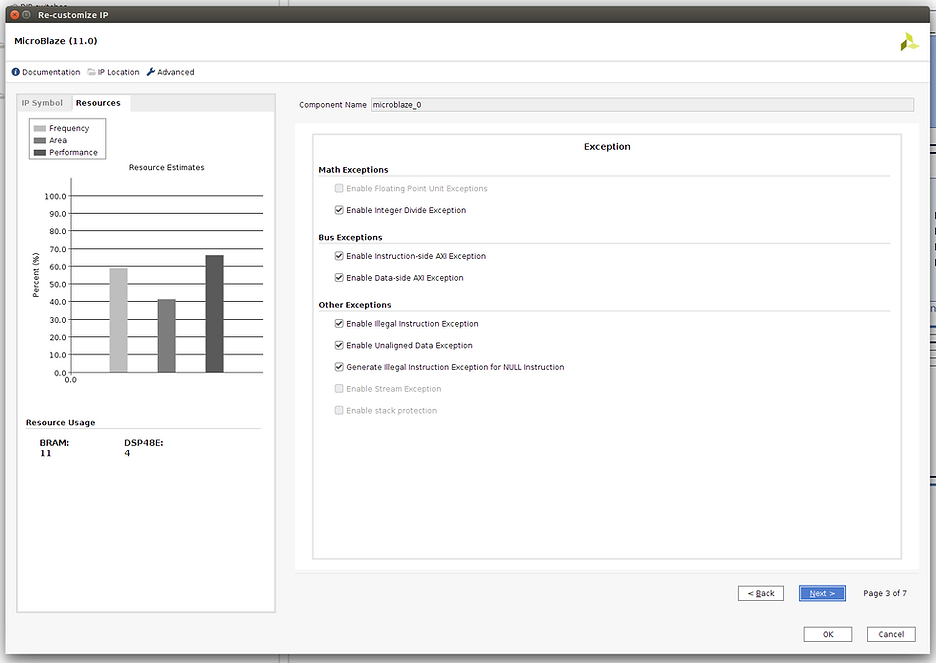 Re-customize IP
MicroBlaze (11.0)
Documentation IP Location Advanced
IP Symbol Resources
Frequency
Area
Performance
Resource Estimates
Percent (%)
100.0
90.0
80.0
70.0
60.0
50.0
40.0
30.0
20.0
10.0
0.0
0.0
Resource Usage
BRAM: DSP48E:
11 4
Component Name microblaze_0
Exception
Math Exceptions
Enable Floating Point Unit Exceptions
Enable Integer Divide Exception
Bus Exceptions
Enable Instruction-side AXI Exception
Enable Data-side AXI Exception
Other Exceptions
Enable Illegal Instruction Exception
Enable Unaligned Data Exception
Generate Illegal Instruction Exception for NULL Instruction
Enable Stream Exception
Enable stack protection
< Back Next > Page 3 of 7
OK Cancel